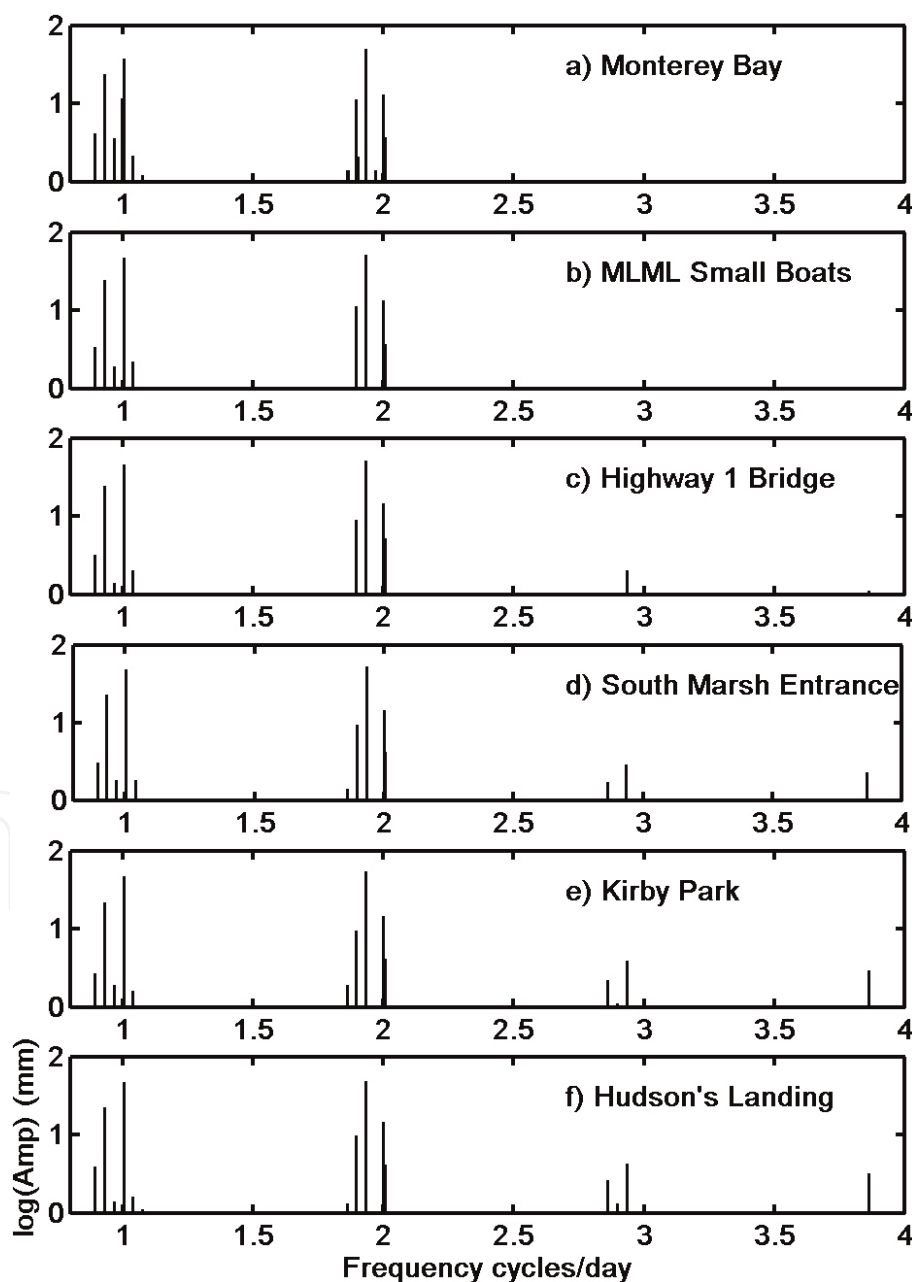 2
1
0
1 1.5 2 2.5 3 3.5 4
a) Monterey Bay
2
1
0
1 1.5 2 2.5 3 3.5 4
b) MLML Small Boats
2
1
0
1 1.5 2 2.5 3 3.5 4
c) Highway 1 Bridge
2
1
0
1 1.5 2 2.5 3 3.5 4
d) South Marsh Entrance
2
1
0
1 1.5 2 2.5 3 3.5 4
e) Kirby Park
2
1
0
1 1.5 2 2.5 3 3.5 4
f) Hudson's Landing
log(Amp) (mm)
Frequency cycles/day